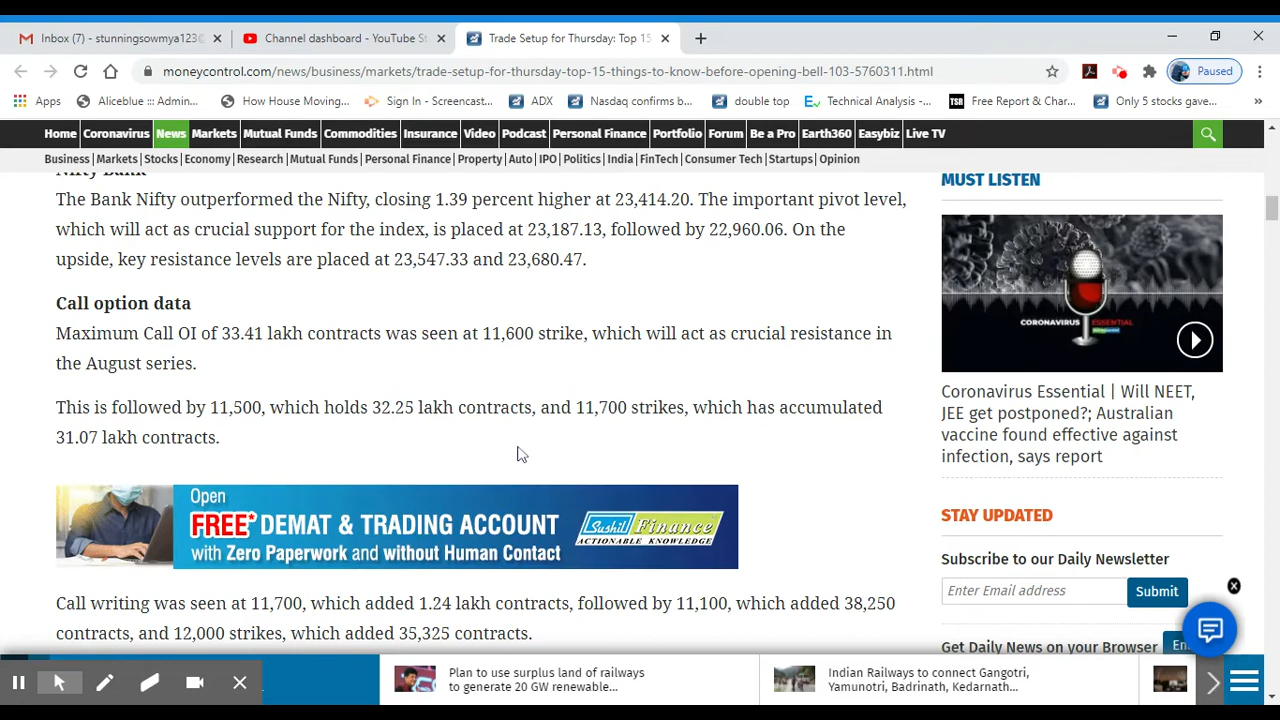 Inbox (7) - stunningsowmya123@ Channel dashboard - YouTube St Trade Setup for Thursday: Top 15
moneycontrol.com/news/business/markets/trade-setup-for-thursday-top-15-things-to-know-before-opening-bell-103-5760311.html Paused
Apps Aliceblue ::: Admin... How House Moving... Sign In - Screencast... ADX Nasdaq confirms b... double top Technical Analysis -... TSR Free Report & Char... Only 5 stocks gave... »
Home Coronavirus News Markets Mutual Funds Commodities Insurance Video Podcast Personal Finance Portfolio Forum Be a Pro Earth360 Easybiz Live TV
Business | Markets | Stocks | Economy | Research | Mutual Funds | Personal Finance | Property | Auto | IPO | Politics | India | FinTech | Consumer Tech | Startups | Opinion
Nifty Bank
The Bank Nifty outperformed the Nifty, closing 1.39 percent higher at 23,414.20. The important pivot level,
which will act as crucial support for the index, is placed at 23,187.13, followed by 22,960.06. On the
upside, key resistance levels are placed at 23,547.33 and 23,680.47.
Call option data
Maximum Call OI of 33.41 lakh contracts was seen at 11,600 strike, which will act as crucial resistance in
the August series.
This is followed by 11,500, which holds 32.25 lakh contracts, and 11,700 strikes, which has accumulated
31.07 lakh contracts.
Open
FREE* DEMAT & TRADING ACCOUNT
with Zero Paperwork and without Human Contact
Sushil Finance
ACTIONABLE KNOWLEDGE
Call writing was seen at 11,700, which added 1.24 lakh contracts, followed by 11,100, which added 38,250
contracts, and 12,000 strikes, which added 35,325 contracts.
MUST LISTEN
CORONAVIRUS ESSENTIAL
Coronavirus Essential | Will NEET,
JEE get postponed?; Australian
vaccine found effective against
infection, says report
STAY UPDATED
Subscribe to our Daily Newsletter
Enter Email address Submit
Get Daily News on your Browser
Plan to use surplus land of railways
to generate 20 GW renewable...
Indian Railways to connect Gangotri,
Yamunotri, Badrinath, Kedarnath...